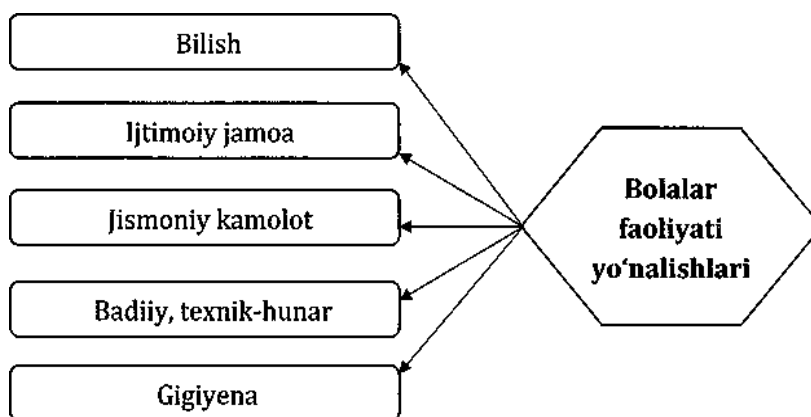 Bilish
Ijtimoiy jamoa
Jismoniy kamolot
Badiiy, texnik-hunar
Gigiyena
Bolalar
faoliyati
yo‘nalishlari